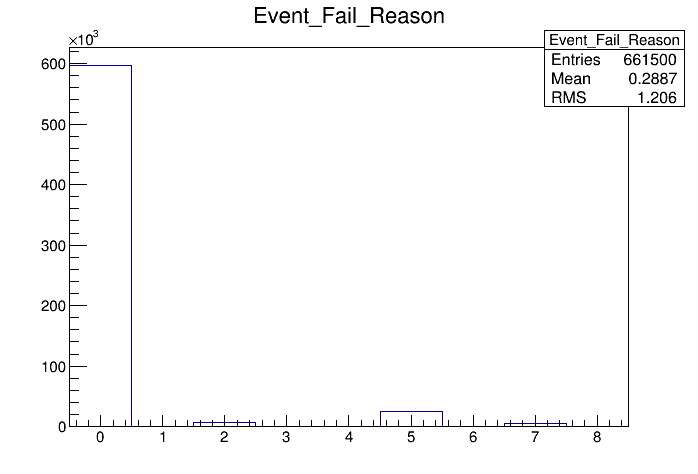 Event_Fail_Reason
×10³
Event_Fail_Reason
Entries 661500
Mean 0.2887
RMS 1.206
600
500
400
300
200
100
0
0 1 2 3 4 5 6 7 8